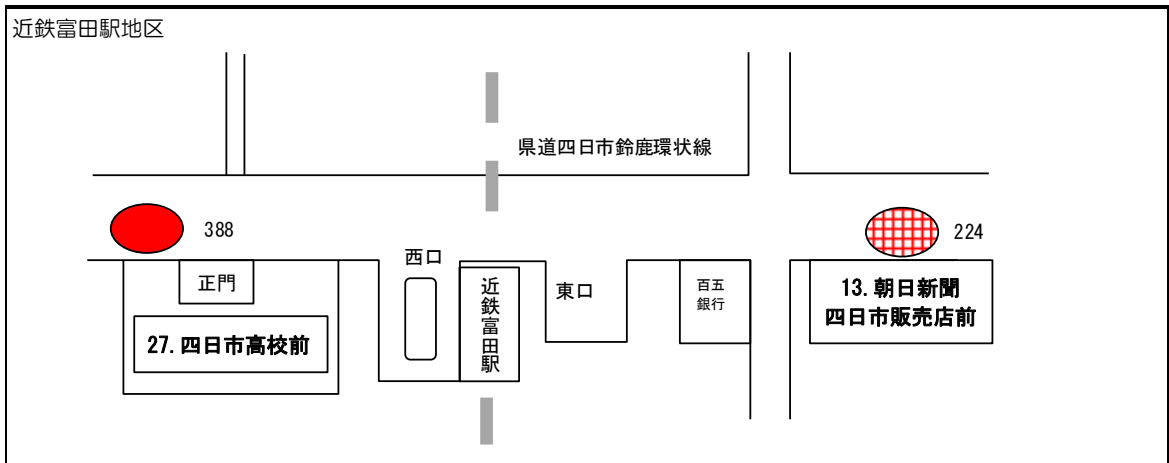 近鉄富田駅地区
県道四日市鈴鹿環状線
388
224
西口
正門
近鉄富田駅
東口
百五
銀行
13.朝日新聞
四日市販売店前
27.四日市高校前